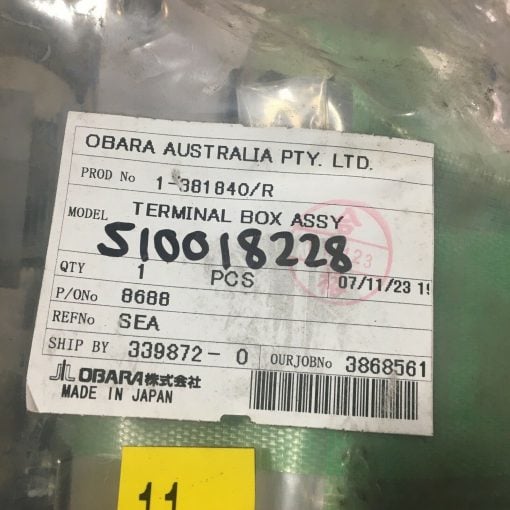 OBARA AUSTRALIA PTY. LTD.
PROD No 1-381840/R
MODEL TERMINAL BOX ASSY
S10018228
QTY 1 PCS 07/11/23 19
P/ONo 8688
REFNo SEA
SHIP BY 339872-0 OURJOBNo 3868561
OBARA株式会社
MADE IN JAPAN
11